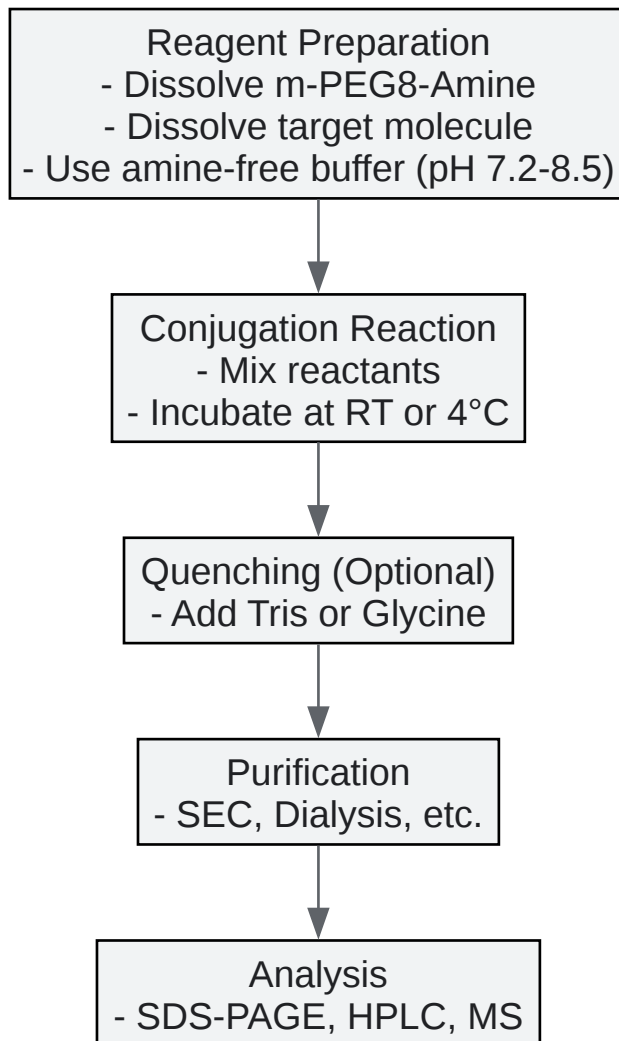 Reagent Preparation
- Dissolve m-PEG8-Amine
- Dissolve target molecule
- Use amine-free buffer (pH 7.2-8.5)
Conjugation Reaction
- Mix reactants
- Incubate at RT or 4°C
Quenching (Optional)
- Add Tris or Glycine
Purification
- SEC, Dialysis, etc.
Analysis
- SDS-PAGE, HPLC, MS